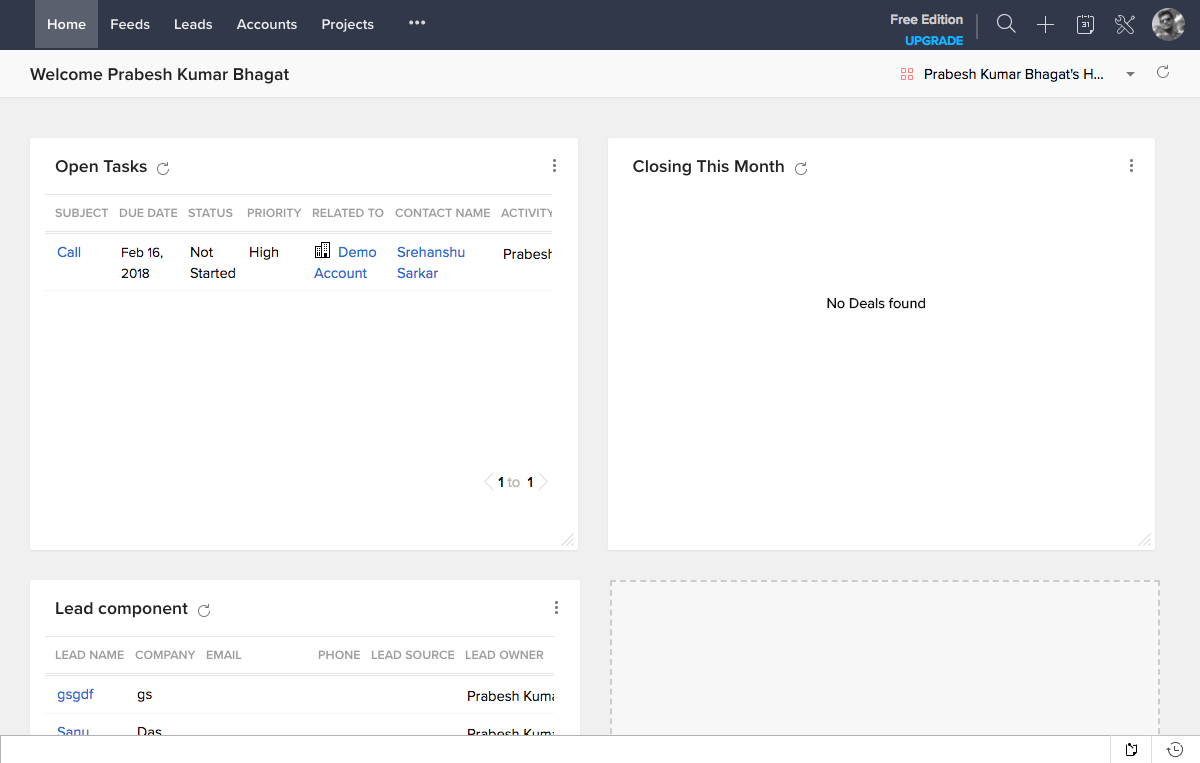 Home Feeds Leads Accounts Projects •••
Free Edition
UPGRADE
31
Welcome Prabesh Kumar Bhagat
Prabesh Kumar Bhagat's H...
Open Tasks
SUBJECT DUE DATE STATUS PRIORITY RELATED TO CONTACT NAME ACTIVITY
Call Feb 16, Not High Demo Srehanshu Prabesh
2018 Started Account Sarkar
1 to 1
Closing This Month
No Deals found
Lead component
LEAD NAME COMPANY EMAIL PHONE LEAD SOURCE LEAD OWNER
gsgdf gs Prabesh Kuma
Sanu Das Prabesh Kuma